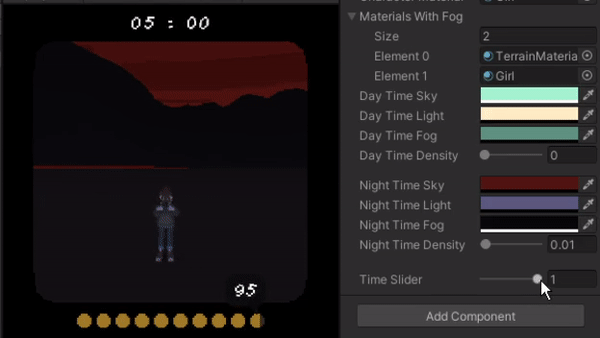 05 : 00
95
Materials With Fog
Size 2
Element 0 TerrainMateria
Element 1 Girl
Day Time Sky
Day Time Light
Day Time Fog
Day Time Density 0
Night Time Sky
Night Time Light
Night Time Fog
Night Time Density 0.01
Time Slider 1
Add Component